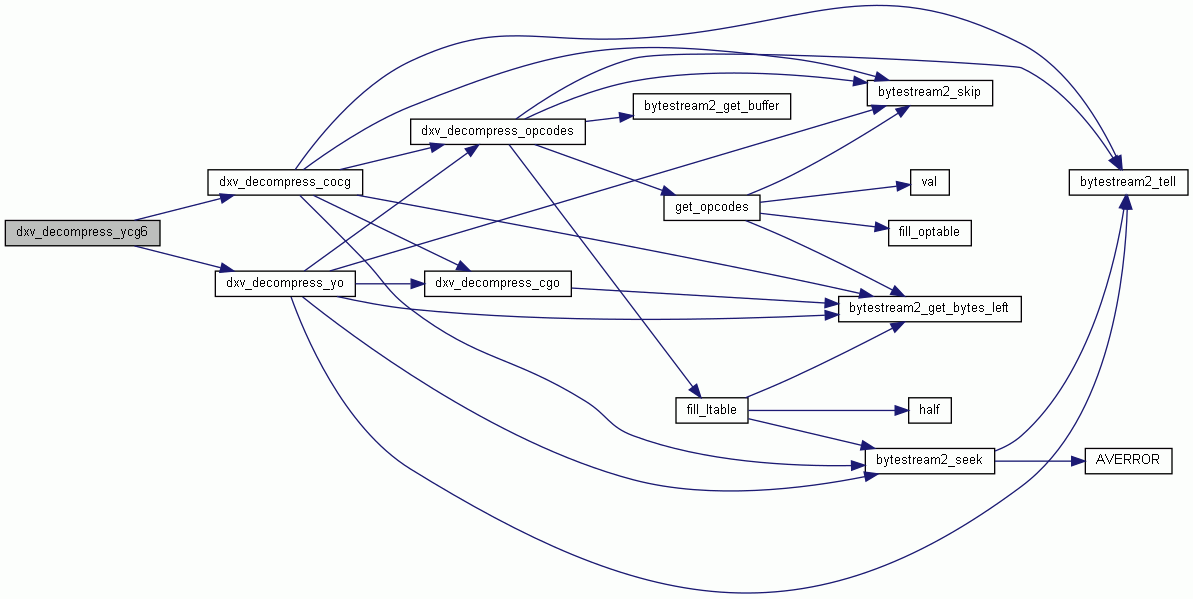 dxv_decompress_ycg6
dxv_decompress_cocg
dxv_decompress_yo
dxv_decompress_opcodes
dxv_decompress_cgo
bytestream2_get_buffer
get_opcodes
fill_ltable
bytestream2_skip
val
fill_optable
bytestream2_get_bytes_left
half
bytestream2_seek
bytestream2_tell
AVERROR